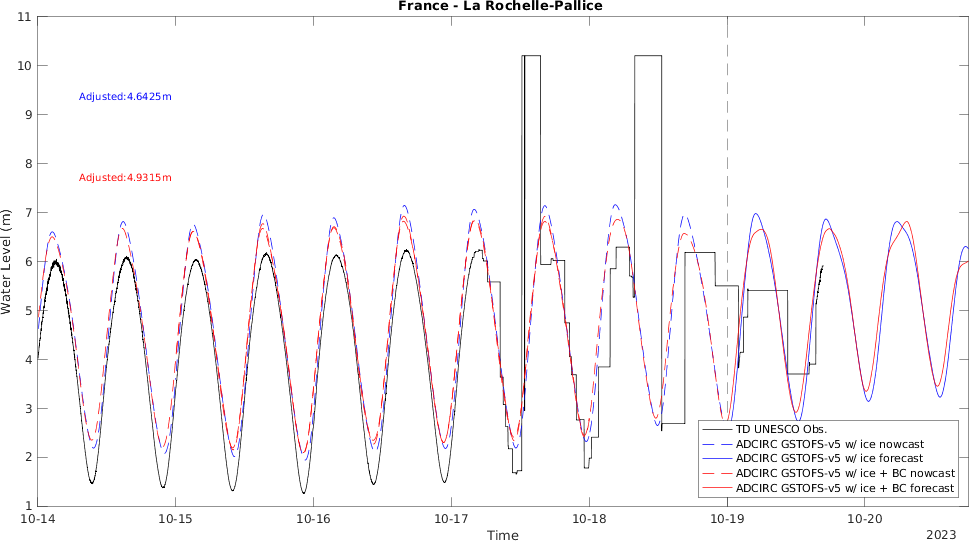 France - La Rochelle-Pallice
11
10
9
8
7
6
5
4
3
2
1
Water Level (m)
Adjusted:4.6425m
Adjusted:4.9315m
TD UNESCO Obs.
ADCIRC GSTOFS-v5 w/ ice nowcast
ADCIRC GSTOFS-v5 w/ ice forecast
ADCIRC GSTOFS-v5 w/ ice + BC nowcast
ADCIRC GSTOFS-v5 w/ ice + BC forecast
10-14 10-15 10-16 10-17 10-18 10-19 10-20
Time
2023